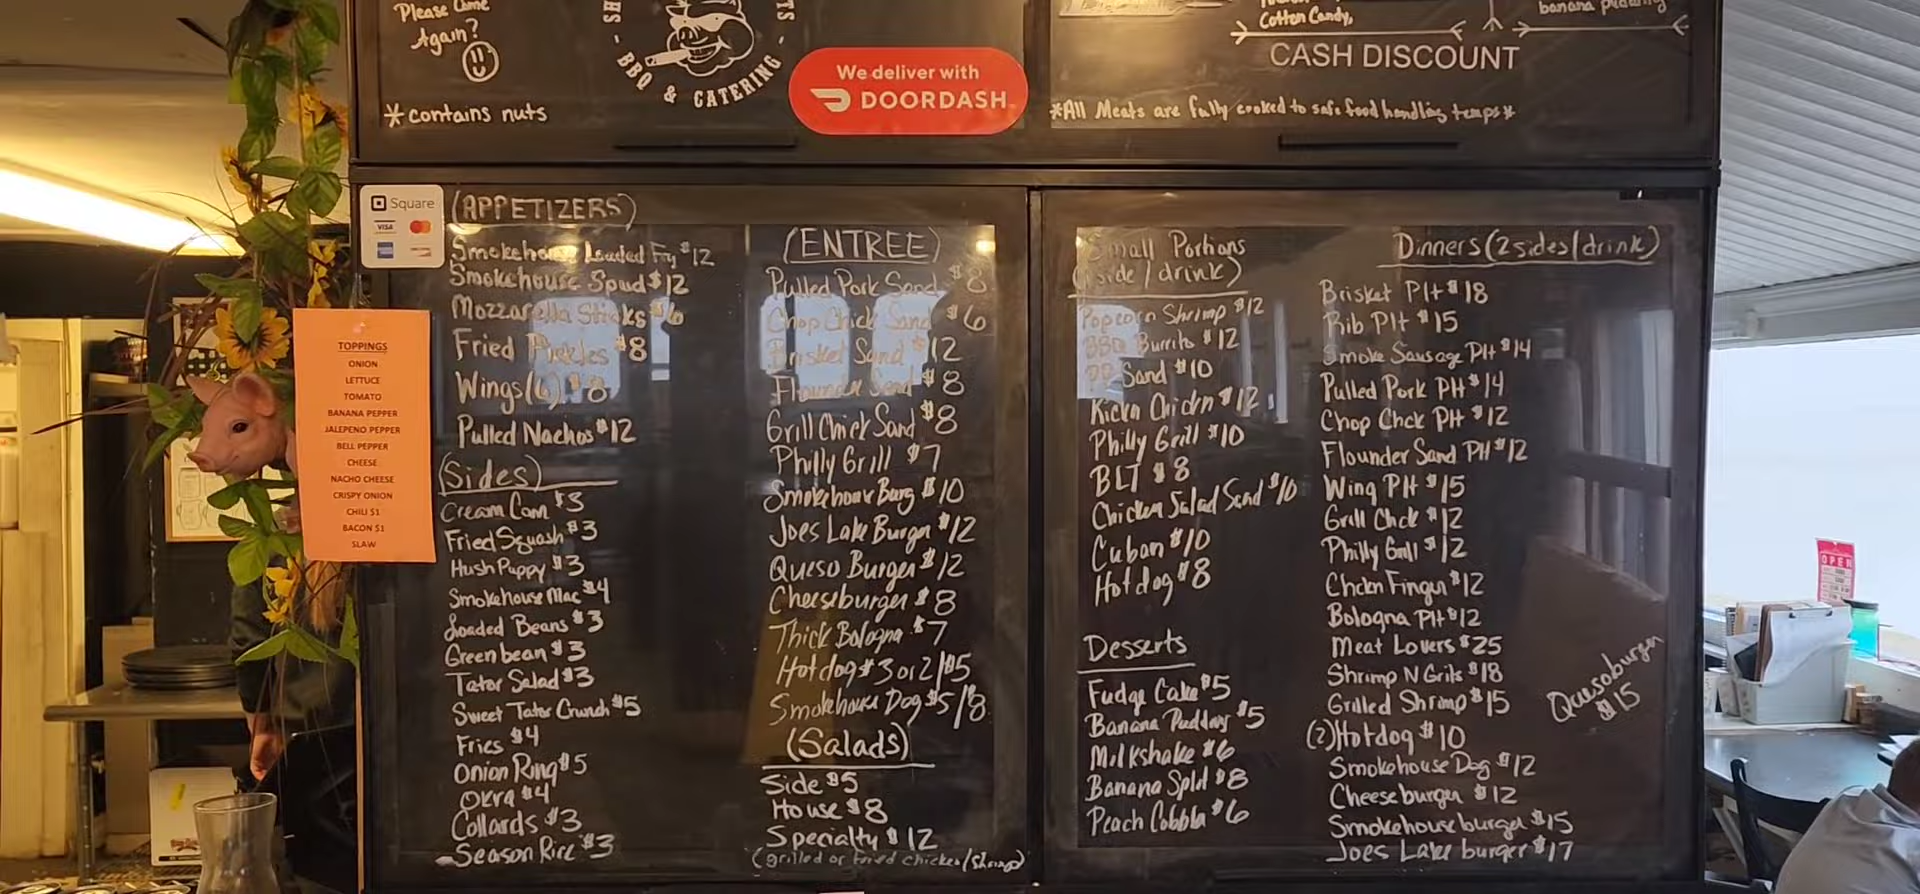 Please Come
Again?
*contains nuts
BBQ & CATERING
We deliver with
DOORDASH
Cotton Candy,
banana pudding
CASH DISCOUNT
*All Meats are fully cooked to safe food handling temps*
Square
VISA
TOPPINGS
ONION
LETTUCE
TOMATO
BANANA PEPPER
JALEPENO PEPPER
BELL PEPPER
CHEESE
NACHO CHEESE
CRISPY ONION
CHILI $1
BACON $1
SLAW
(APPETIZERS)
Smokehouse Loaded Fry $12
Smokehouse Spud $12
Mozzarella Sticks $6
Fried Pickles $8
Wings (6) $8
Pulled Nachos $12
(Sides)
Cream Corn $3
Fried Squash $3
Hush Puppy $3
Smokehouse Mac $4
Loaded Beans $3
Green bean $3
Tator Salad $3
Sweet Tator Crunch $5
Fries $4
Onion Ring $5
Okra $4
Collards $3
Season Rice $3
(ENTREE)
Pulled Pork Sand $8
Chop Chick Sand $6
Brisket Sand $12
Flounder Sand $8
Grill Chick Sand $8
Philly Grill $7
Smokehouse Burg $10
Joes Lake Burger $12
Queso Burger $12
Cheeseburger $8
Thick Bologna $7
Hotdog $3 or 2/$5
Smokehouse Dog $5/8
(Salads)
Side $5
House $8
Specialty $12
(grilled or fried chicken/shrimp)
Small Portions
(1side/drink)
Popcorn Shrimp $12
BBQ Burrito $12
PP Sand $10
Kickn Chickn $12
Philly Grill $10
BLT $8
Chicken Salad Sand $10
Cuban $10
Hotdog $8
Desserts
Fudge Cake $5
Banana Pudding $5
Milkshake $6
Banana Split $8
Peach Cobbler $6
Dinners (2 sides/drink)
Brisket Plt $18
Rib Plt $15
Smoke Sausage Plt $14
Pulled Pork Plt $14
Chop Chck Plt $12
Flounder Sand Plt $12
Wing Plt $15
Grill Chck $12
Philly Grill $12
Chckn Finger $12
Bologna Plt $12
Meat Lovers $25
Shrimp N Grits $18
Grilled Shrimp $15
(2) Hotdog $10
Smokehouse Dog $12
Cheeseburger $12
Smokehouse burger $15
Joes Lake burger $17
Quesoburger
$15
OPEN